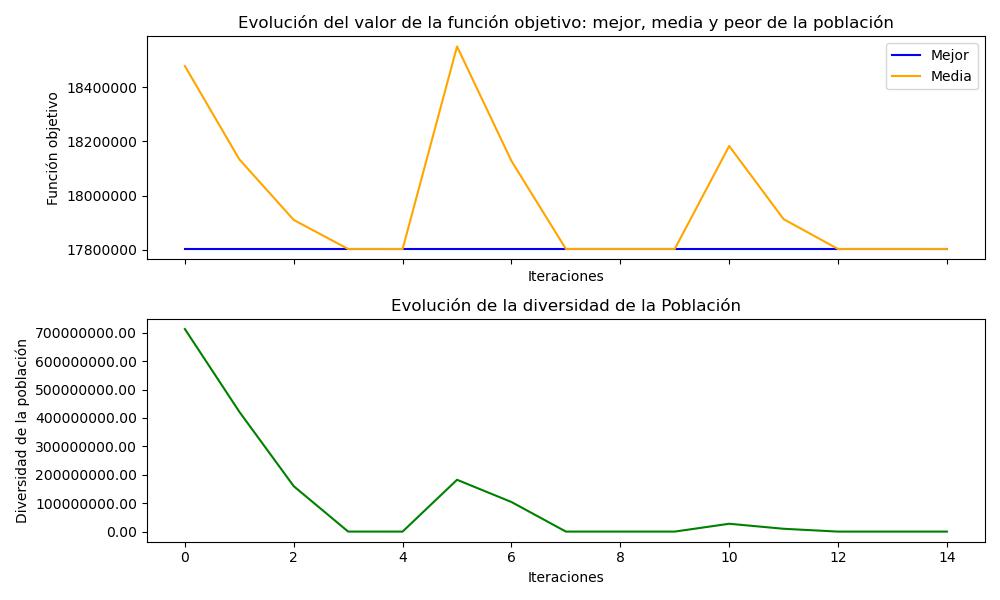 Evolución del valor de la función objetivo: mejor, media y peor de la población
Mejor
Media
Función objetivo
18400000
18200000
18000000
17800000
Iteraciones
Evolución de la diversidad de la Población
Diversidad de la población
700000000.00
600000000.00
500000000.00
400000000.00
300000000.00
200000000.00
100000000.00
0.00
0 2 4 6 8 10 12 14
Iteraciones